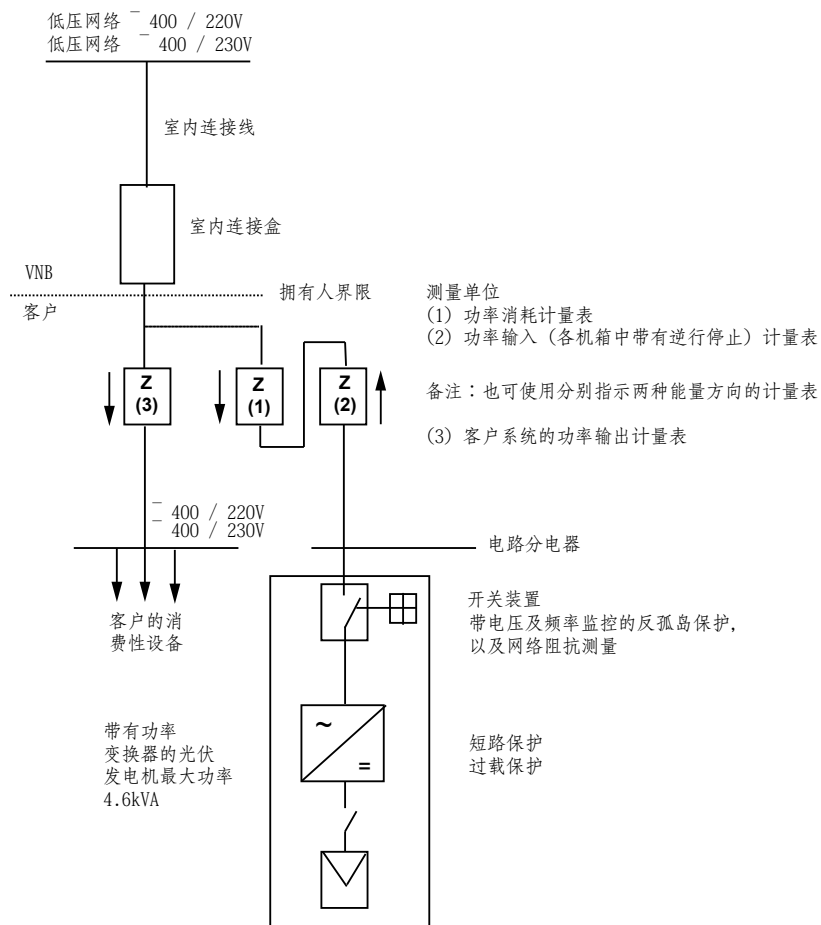 低压网络 ¯ 400 / 220V
低压网络 ¯ 400 / 230V
室内连接线
室内连接盒
VNB
拥有人界限
客户
测量单位
(1) 功率消耗计量表
(2) 功率输入（各机箱中带有逆行停止）计量表
备注：也可使用分别指示两种能量方向的计量表
(3) 客户系统的功率输出计量表
Z
(3)
Z
(1)
Z
(2)
¯ 400 / 220V
¯ 400 / 230V
电路分电器
客户的消
费性设备
开关装置
带电压及频率监控的反孤岛保护,
以及网络阻抗测量
带有功率
变换器的光伏
发电机最大功率
4.6kVA
~
=
短路保护
过载保护